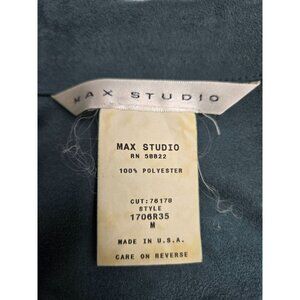 MAX STUDIO
MAX STUDIO
RN 58822
100% POLYESTER
CUT:76178
STYLE
1706R35
M
MADE IN U.S.A.
CARE ON REVERSE